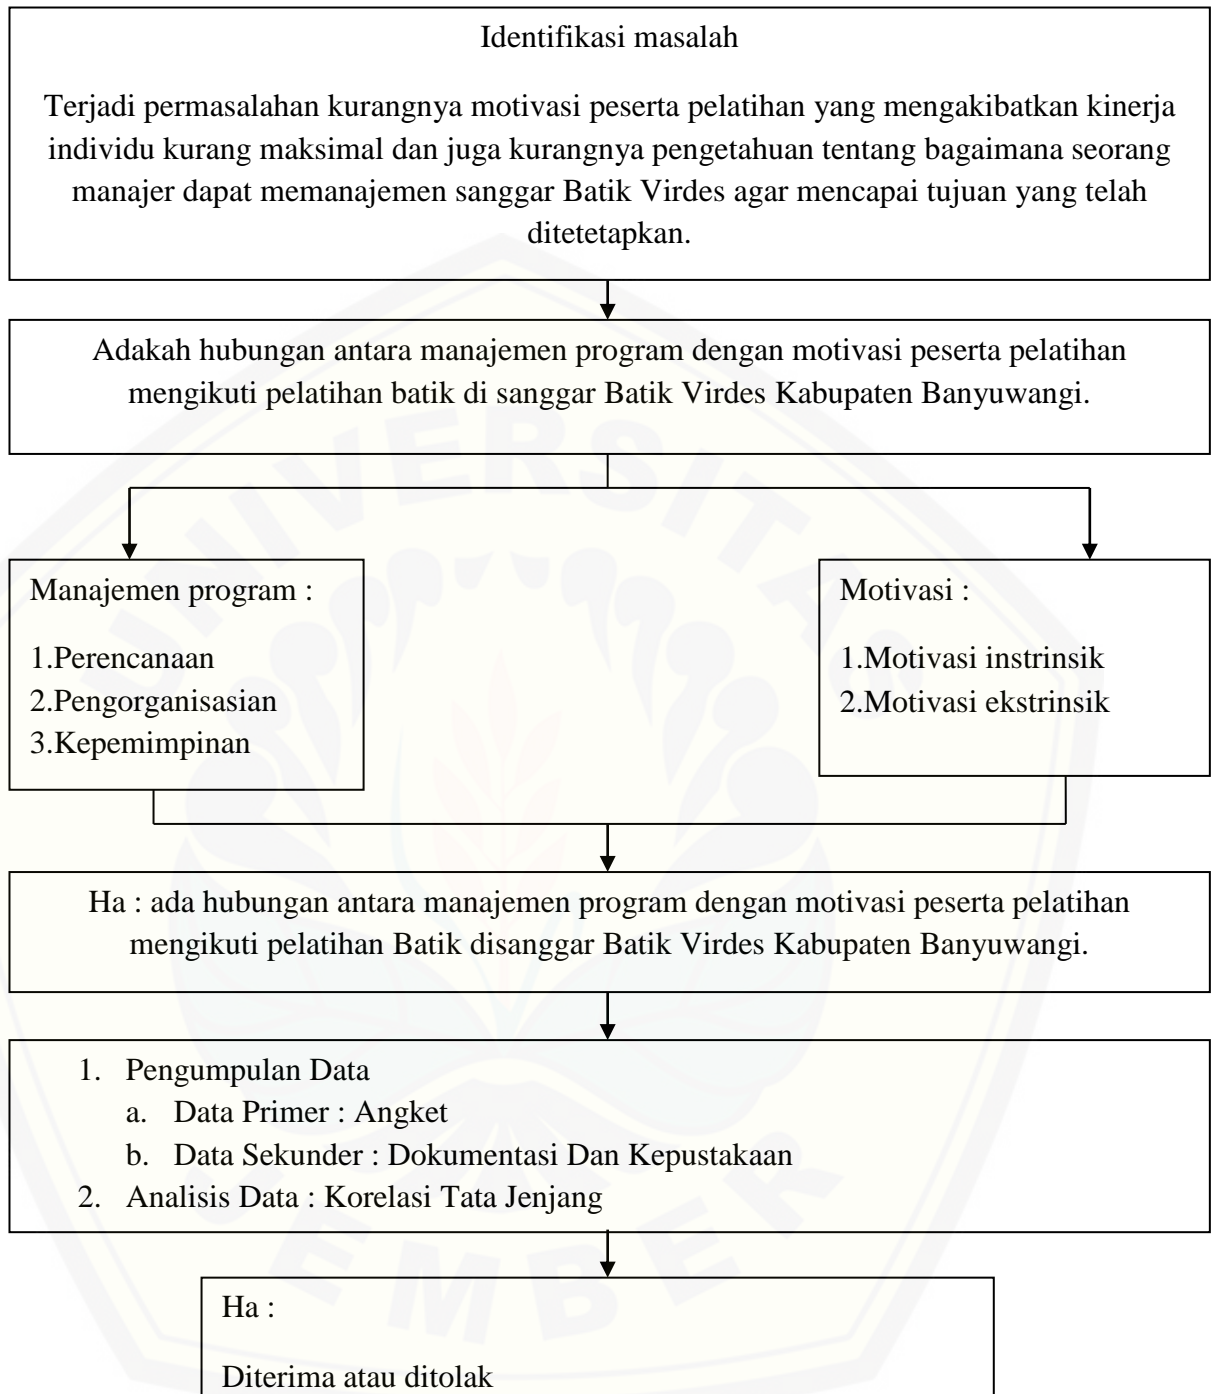 Identifikasi masalah
Terjadi permasalahan kurangnya motivasi peserta pelatihan yang mengakibatkan kinerja
individu kurang maksimal dan juga kurangnya pengetahuan tentang bagaimana seorang
manajer dapat memanajemen sanggar Batik Virdes agar mencapai tujuan yang telah
ditetetapkan.
Adakah hubungan antara manajemen program dengan motivasi peserta pelatihan
mengikuti pelatihan batik di sanggar Batik Virdes Kabupaten Banyuwangi.
Manajemen program :
1.Perencanaan
2.Pengorganisasian
3.Kepemimpinan
Motivasi :
1.Motivasi instrinsik
2.Motivasi ekstrinsik
Ha : ada hubungan antara manajemen program dengan motivasi peserta pelatihan
mengikuti pelatihan Batik disanggar Batik Virdes Kabupaten Banyuwangi.
1. Pengumpulan Data
a. Data Primer : Angket
b. Data Sekunder : Dokumentasi Dan Kepustakaan
2. Analisis Data : Korelasi Tata Jenjang
Ha :
Diterima atau ditolak
UNIVERSITAS
JEMBER